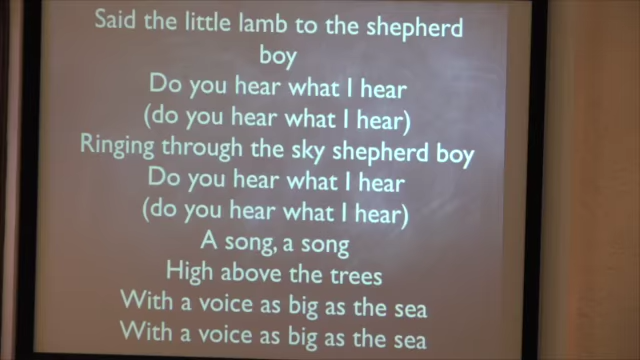 Said the little lamb to the shepherd
boy
Do you hear what I hear
(do you hear what I hear)
Ringing through the sky shepherd boy
Do you hear what I hear
(do you hear what I hear)
A song, a song
High above the trees
With a voice as big as the sea
With a voice as big as the sea